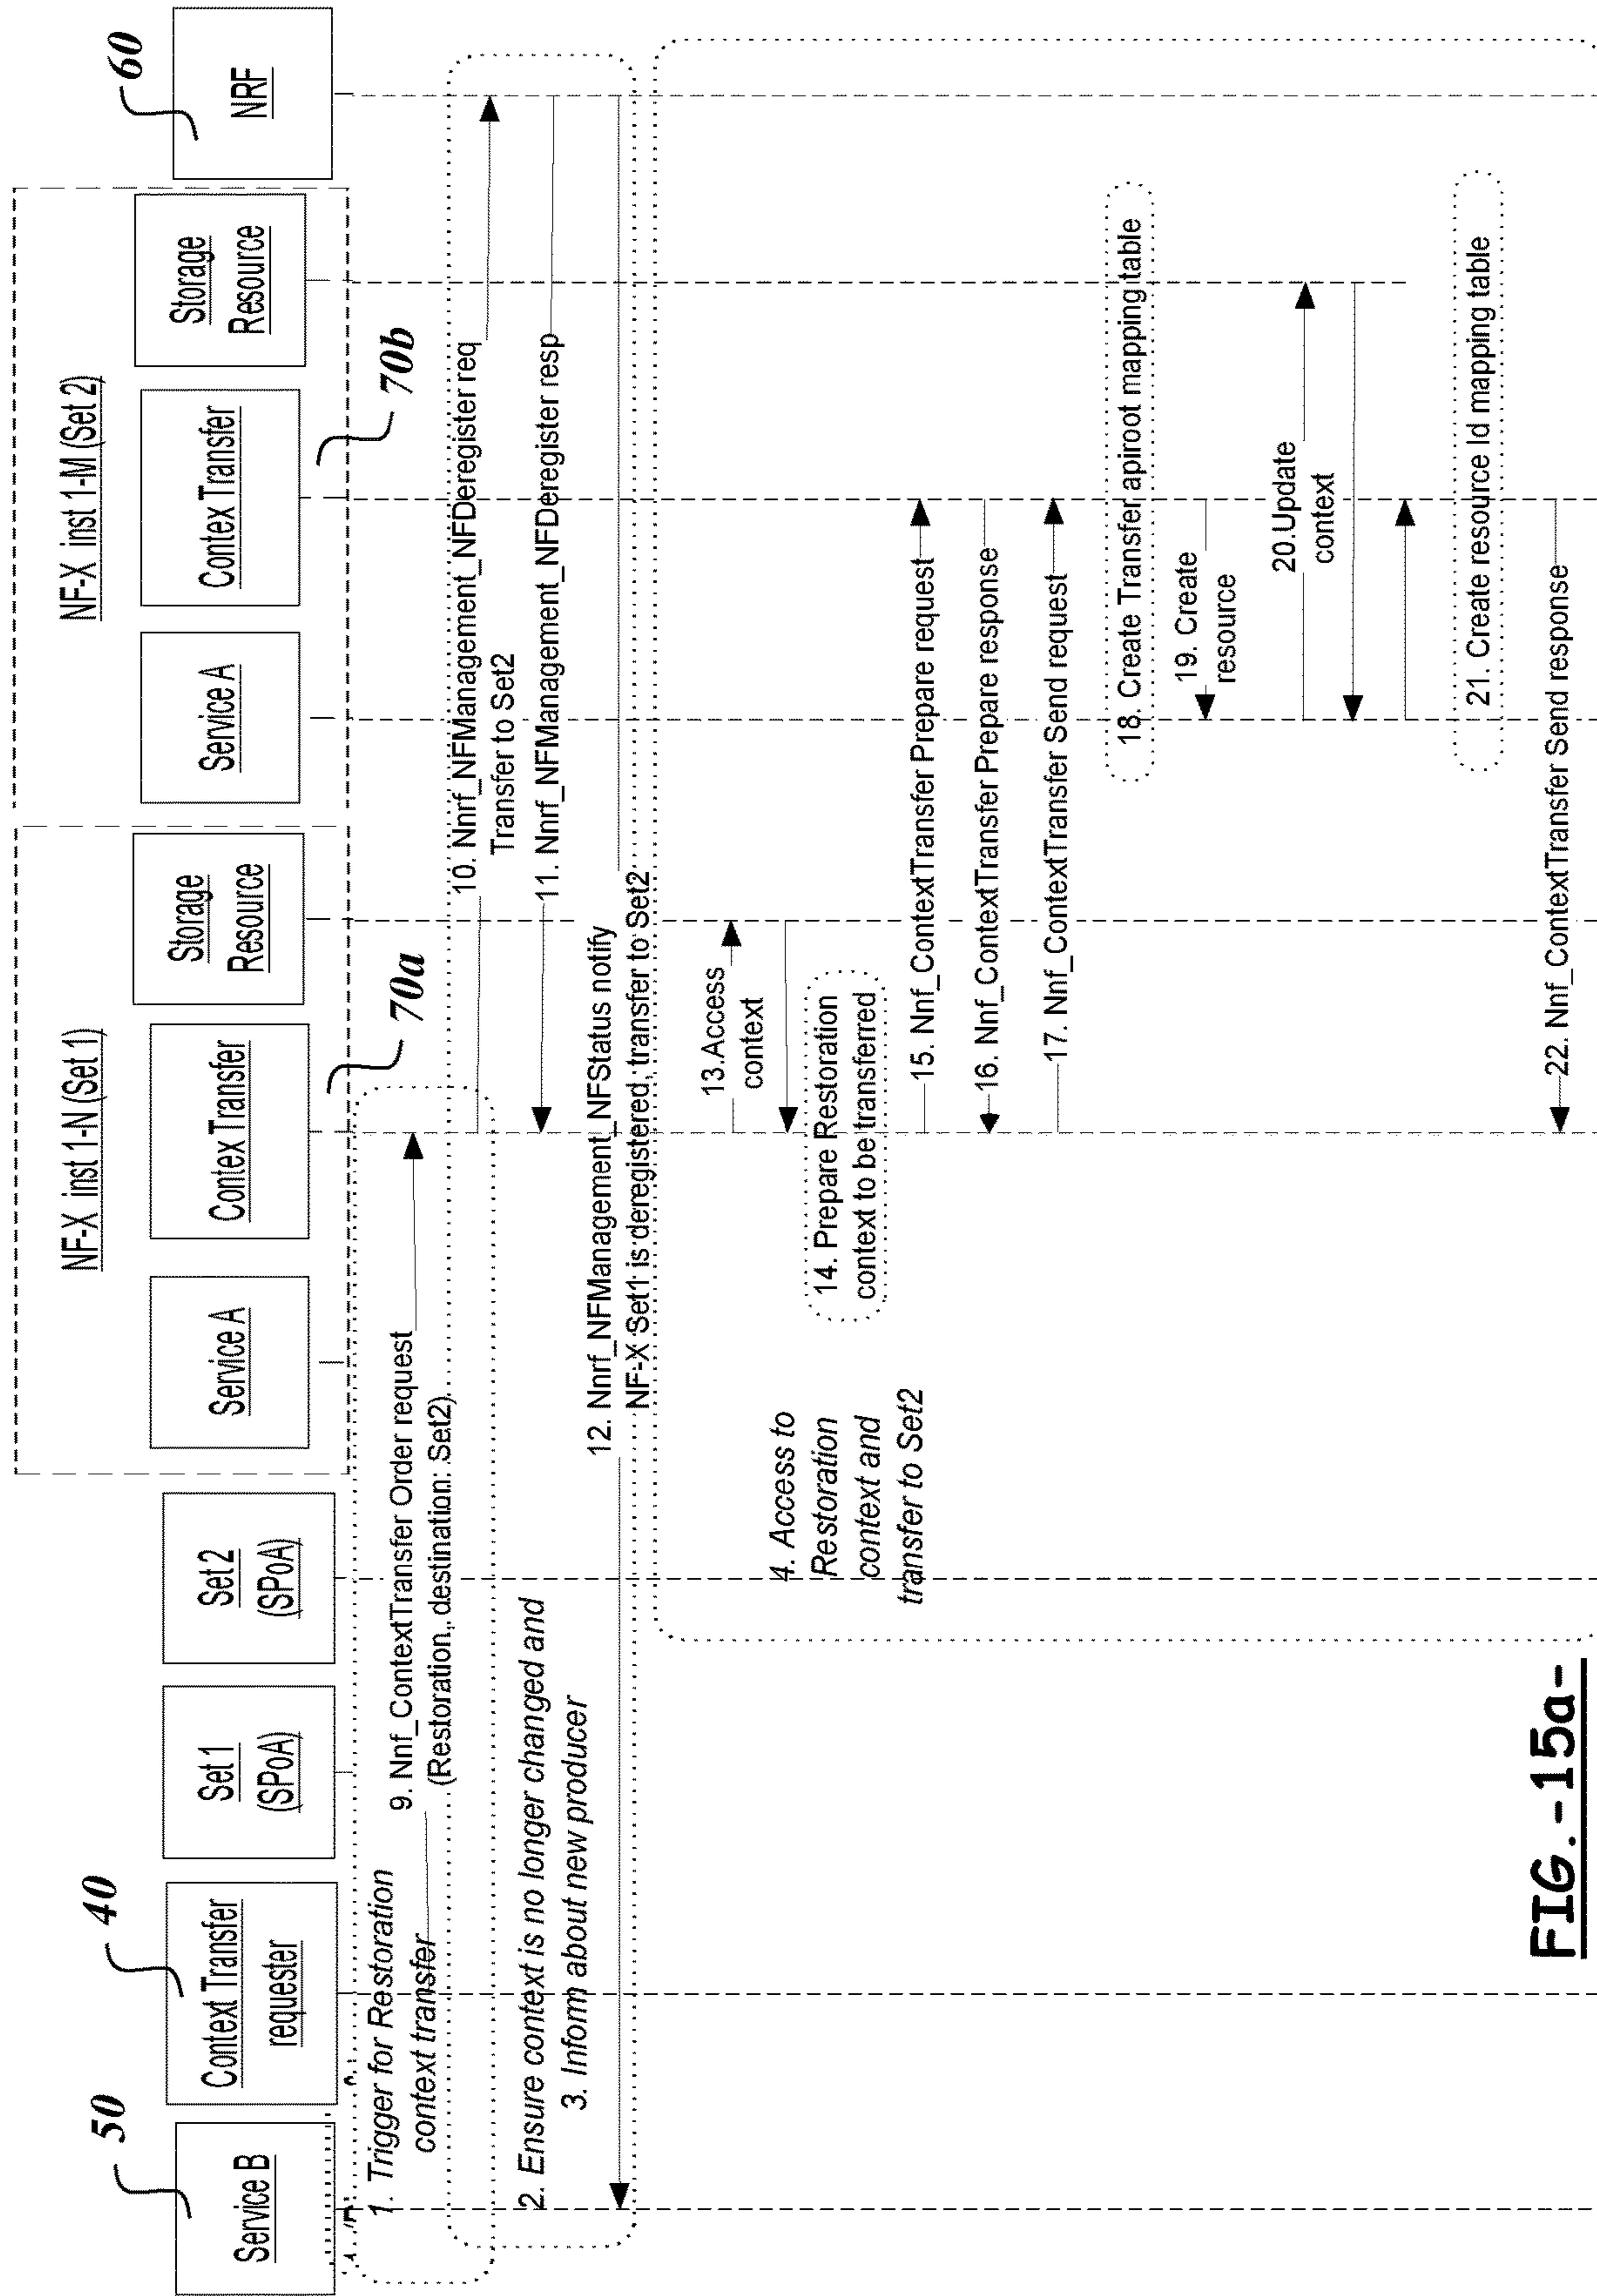 50
40
60
Service B
Context Transfer
requester
Set 1
(SPoA)
Set 2
(SPoA)
NF-X inst 1-N (Set 1)
Service A
Contex Transfer
Storage
Resource
70a
NF-X inst 1-M (Set 2)
Service A
Contex Transfer
Storage
Resource
70b
NRF
1. Trigger for Restoration
context transfer
9. Nnf_ContextTransfer Order request
(Restoration, destination: Set2)
10. Nnrf_NFManagement_NFDeregister req
Transfer to Set2
2. Ensure context is no longer changed and
3. Inform about new producer
11. Nnrf_NFManagement_NFDeregister resp
12. Nnrf_NFManagement_NFStatus notify
NF-X Set1 is deregistered, transfer to Set2
4. Access to
Restoration
context and
transfer to Set2
13.Access
context
14. Prepare Restoration
context to be transferred
15. Nnf_ContextTransfer Prepare request
16. Nnf_ContextTransfer Prepare response
17. Nnf_ContextTransfer Send request
18. Create Transfer apiroot mapping table
19. Create
resource
20.Update
context
21. Create resource Id mapping table
22. Nnf_ContextTransfer Send response
FIG.-15a-